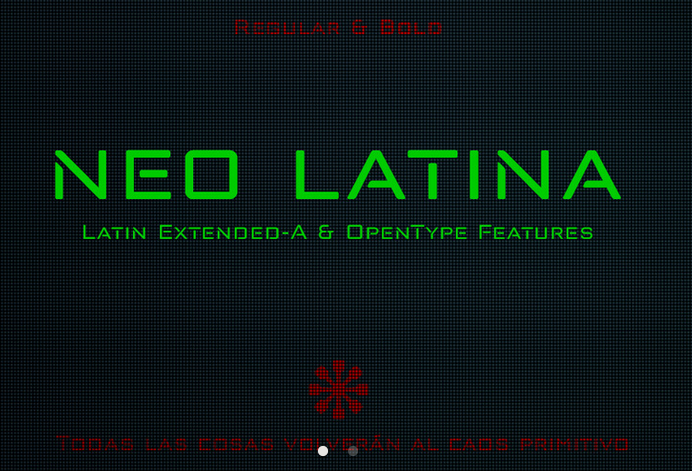 Regular & Bold
NEO LATINA
Latin Extended-A & OpenType Features
Todas las cosas volverán al caos primitivo